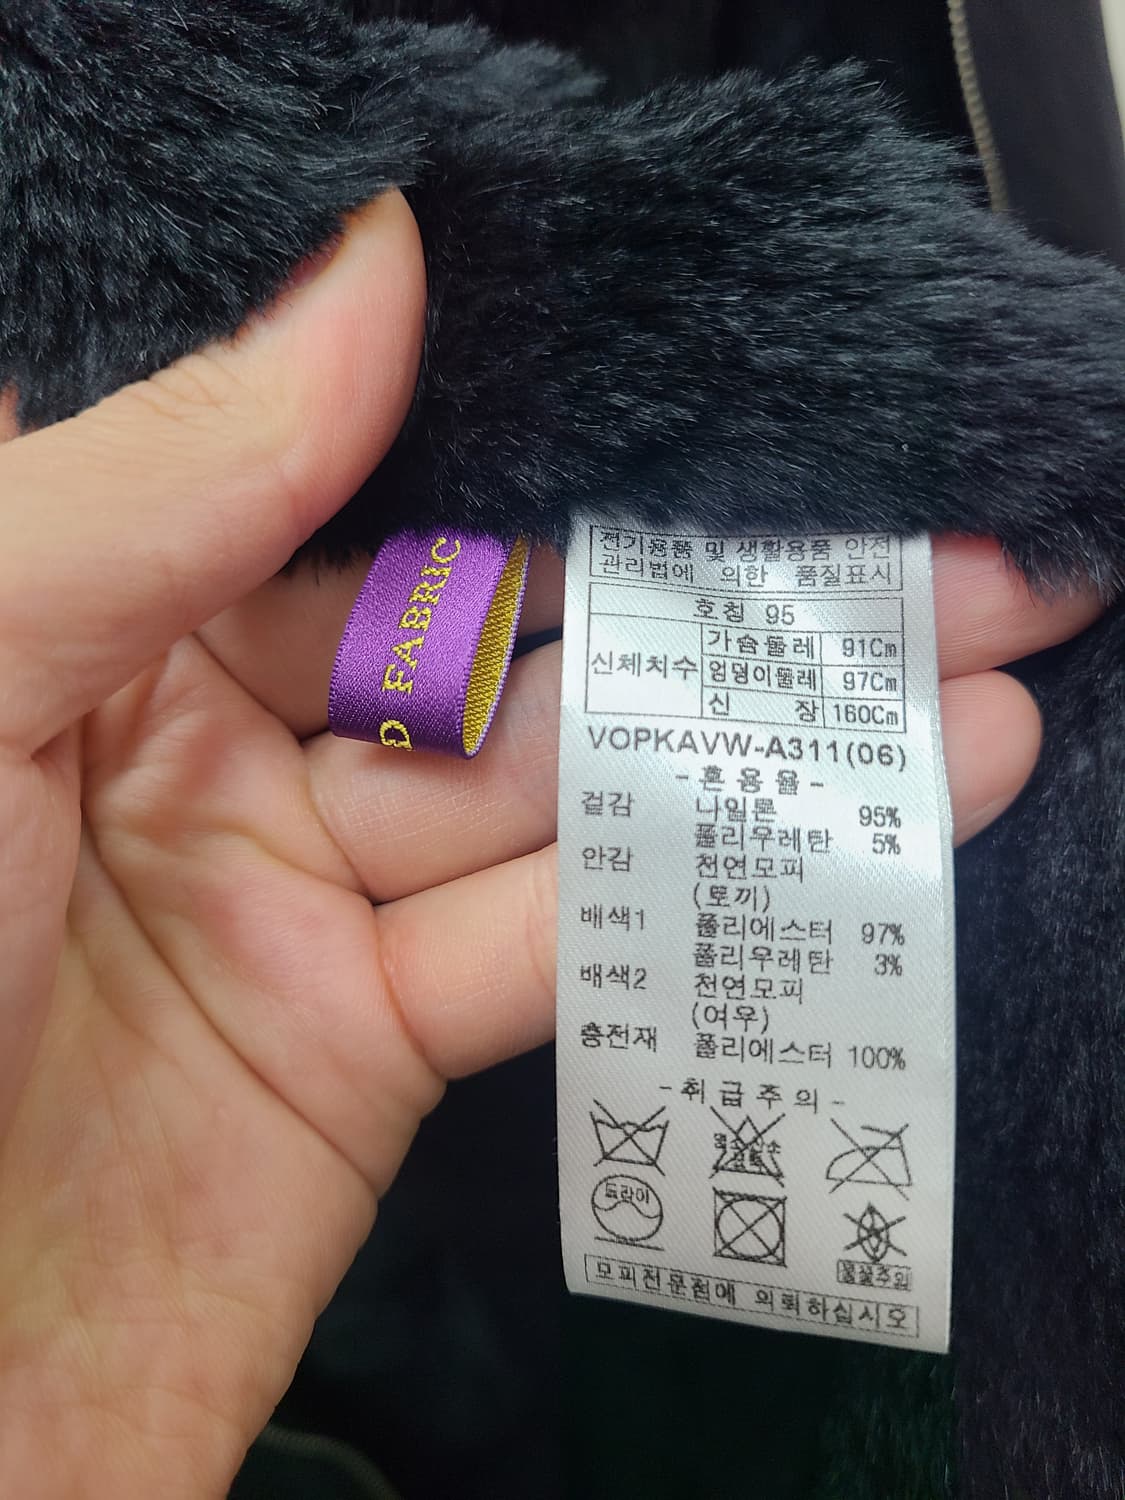 D FABRIC
전기용품 및 생활용품 안전
관리법에 의한 품질표시
호칭 95
신체치수 가슴둘레 91Cm
엉덩이둘레 97Cm
신 장 160Cm
VOPKAVW-A311(06)
- 혼 용 율 -
겉감 나일론 95%
폴리우레탄 5%
안감 천연모피
(토끼)
배색1 폴리에스터 97%
폴리우레탄 3%
배색2 천연모피
(여우)
충전재 폴리에스터 100%
- 취 급 주 의 -
드라이
불꽃주의
모피전문점에 의뢰하십시오